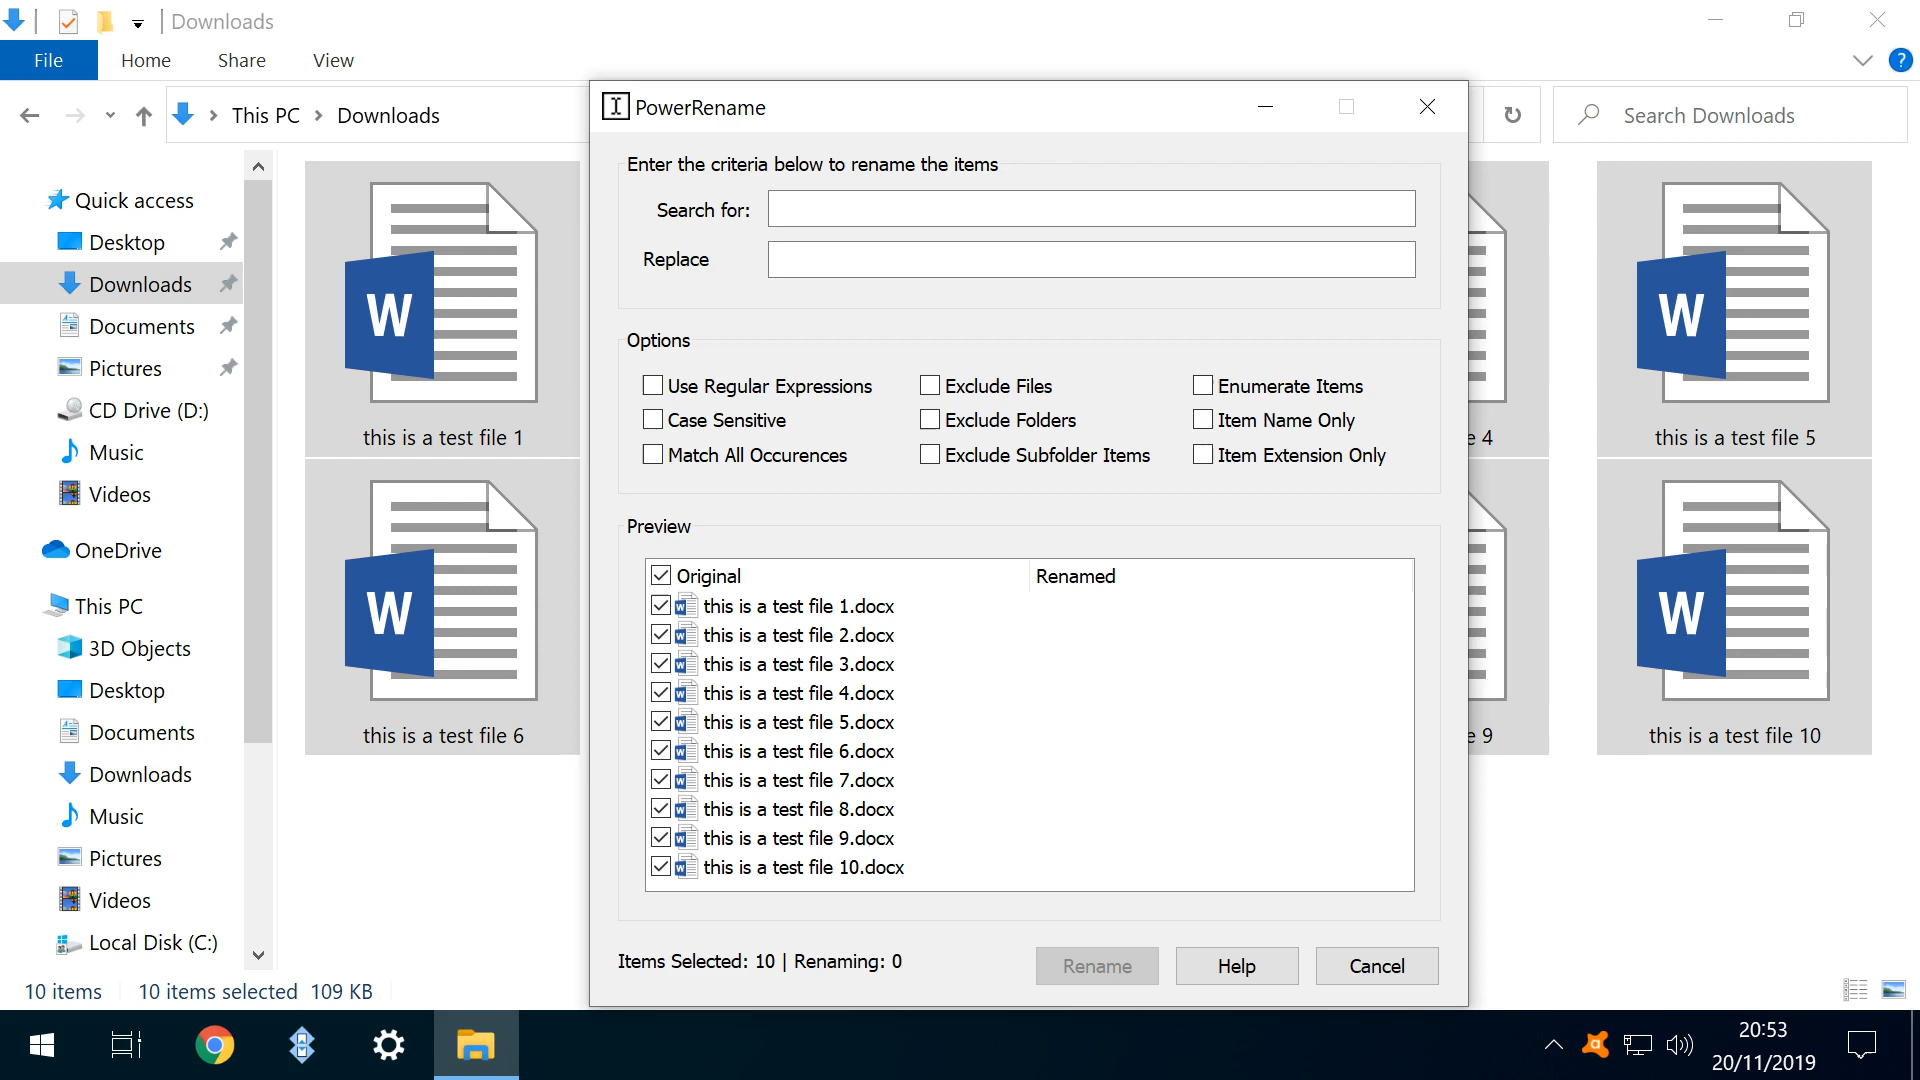 Downloads
File Home Share View
?
This PC > Downloads
Search Downloads
Quick access
Desktop
Downloads
Documents
Pictures
CD Drive (D:)
Music
Videos
OneDrive
This PC
3D Objects
Desktop
Documents
Downloads
Music
Pictures
Videos
Local Disk (C:)
W
this is a test file 1
e 4
W
this is a test file 5
W
this is a test file 6
e 9
W
this is a test file 10
PowerRename
Enter the criteria below to rename the items
Search for:
Replace
Options
Use Regular Expressions Exclude Files Enumerate Items
Case Sensitive Exclude Folders Item Name Only
Match All Occurences Exclude Subfolder Items Item Extension Only
Preview
Original Renamed
this is a test file 1.docx
this is a test file 2.docx
this is a test file 3.docx
this is a test file 4.docx
this is a test file 5.docx
this is a test file 6.docx
this is a test file 7.docx
this is a test file 8.docx
this is a test file 9.docx
this is a test file 10.docx
Items Selected: 10 | Renaming: 0
Rename Help Cancel
10 items 10 items selected 109 KB
20:53
20/11/2019